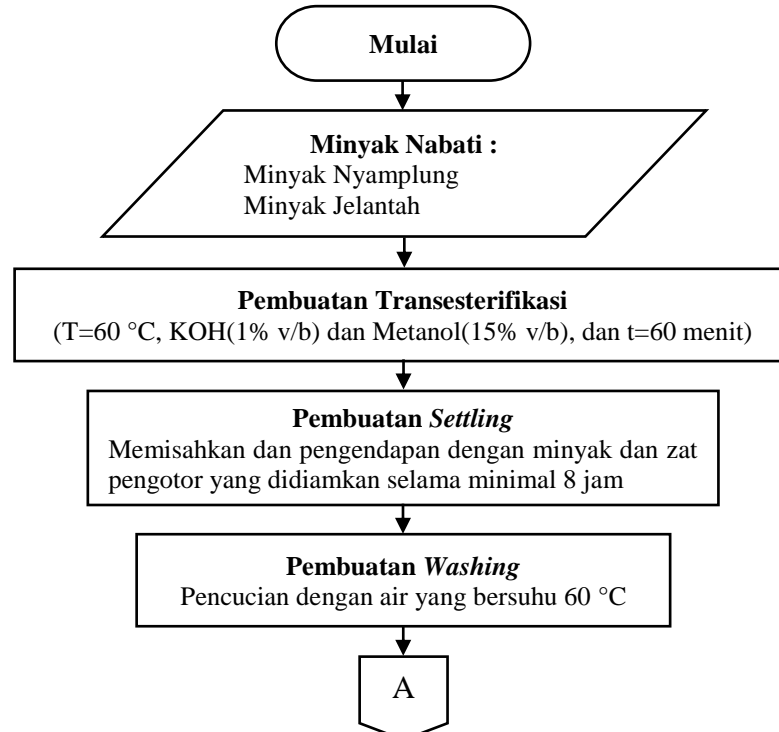 Mulai
Minyak Nabati :
Minyak Nyamplung
Minyak Jelantah
Pembuatan Transesterifikasi
(T=60 °C, KOH(1% v/b) dan Metanol(15% v/b), dan t=60 menit)
Pembuatan Settling
Memisahkan dan pengendapan dengan minyak dan zat
pengotor yang didiamkan selama minimal 8 jam
Pembuatan Washing
Pencucian dengan air yang bersuhu 60 °C
A